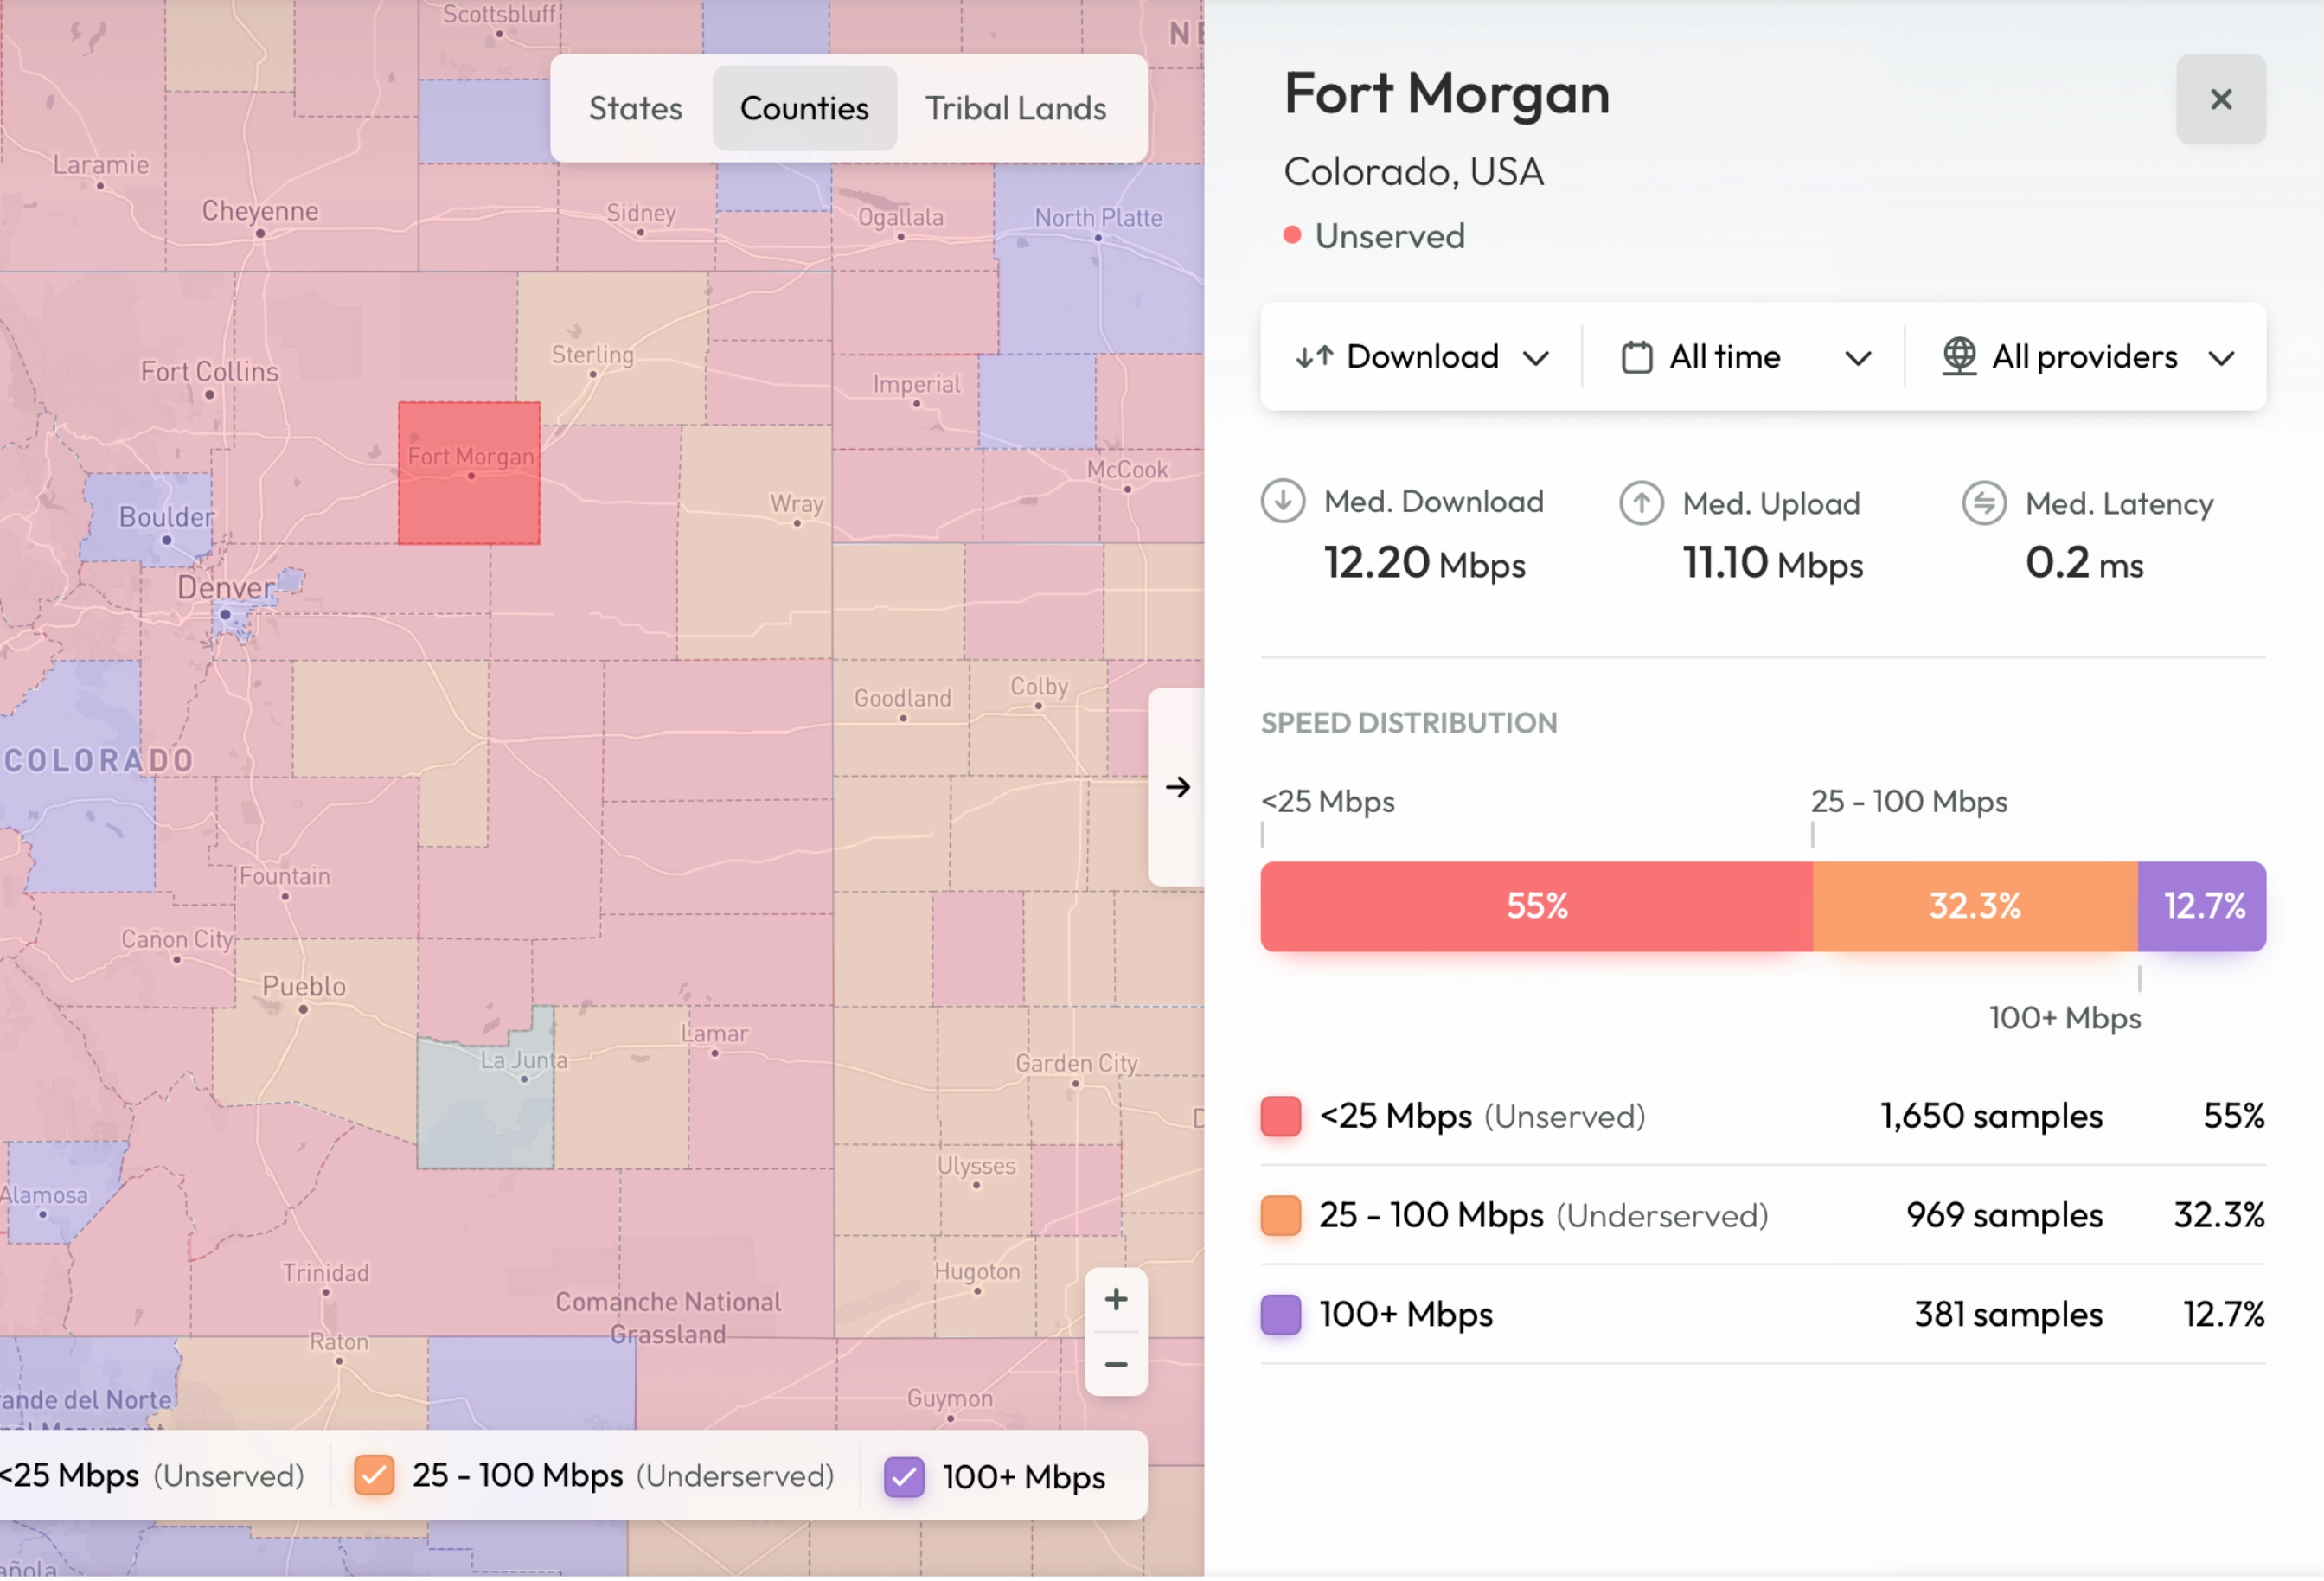 Scottsbluff
NE
States
Counties
Tribal Lands
Laramie
Cheyenne
Sidney
Ogallala
North Platte
Sterling
Fort Collins
Imperial
Fort Morgan
McCook
Wray
Boulder
Denver
Goodland
Colby
COLORADO
Fountain
Cañon City
Pueblo
Lamar
La Junta
Garden City
D
Ulysses
Alamosa
Trinidad
Hugoton
Comanche National
Grassland
Raton
Guymon
+
−
<25 Mbps (Unserved)
25 - 100 Mbps (Underserved)
100+ Mbps
Fort Morgan
Colorado, USA
Unserved
Download
All time
All providers
Med. Download
12.20 Mbps
Med. Upload
11.10 Mbps
Med. Latency
0.2 ms
SPEED DISTRIBUTION
<25 Mbps
25 - 100 Mbps
55%
32.3%
12.7%
100+ Mbps
<25 Mbps (Unserved) 1,650 samples 55%
25 - 100 Mbps (Underserved) 969 samples 32.3%
100+ Mbps 381 samples 12.7%